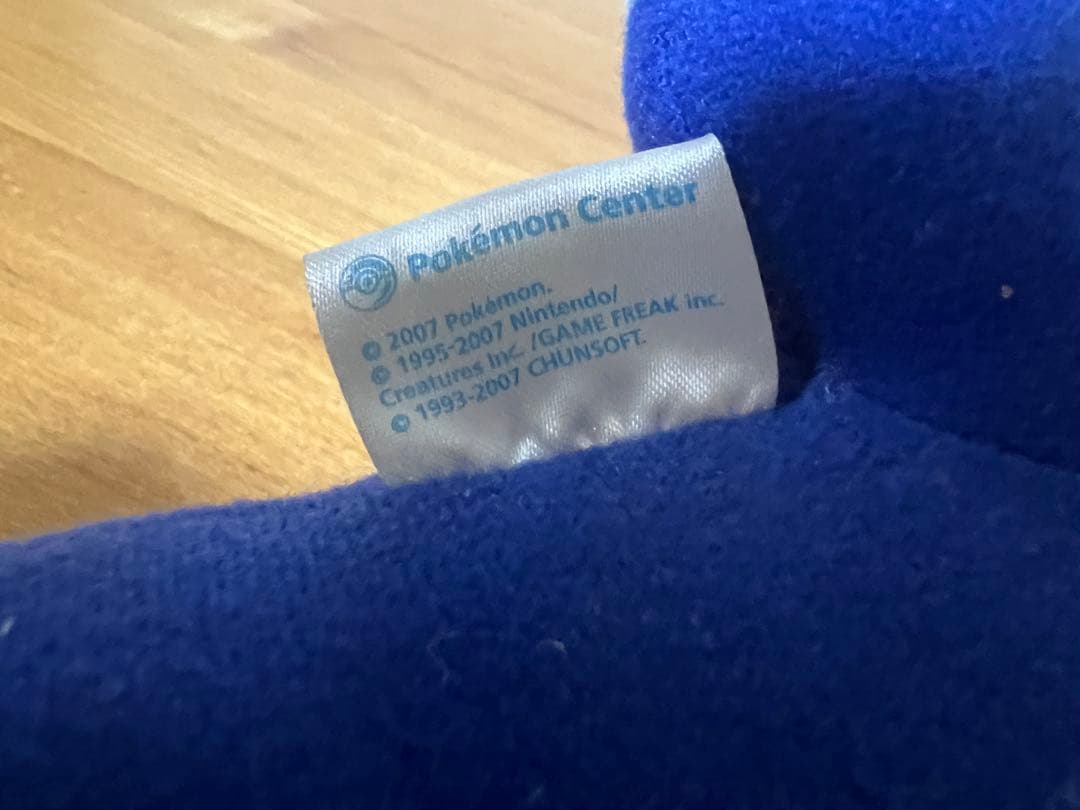 Pokémon Center
© 2007 Pokémon.
© 1995-2007 Nintendo/
Creatures Inc. /GAME FREAK inc.
© 1993-2007 CHUNSOFT.